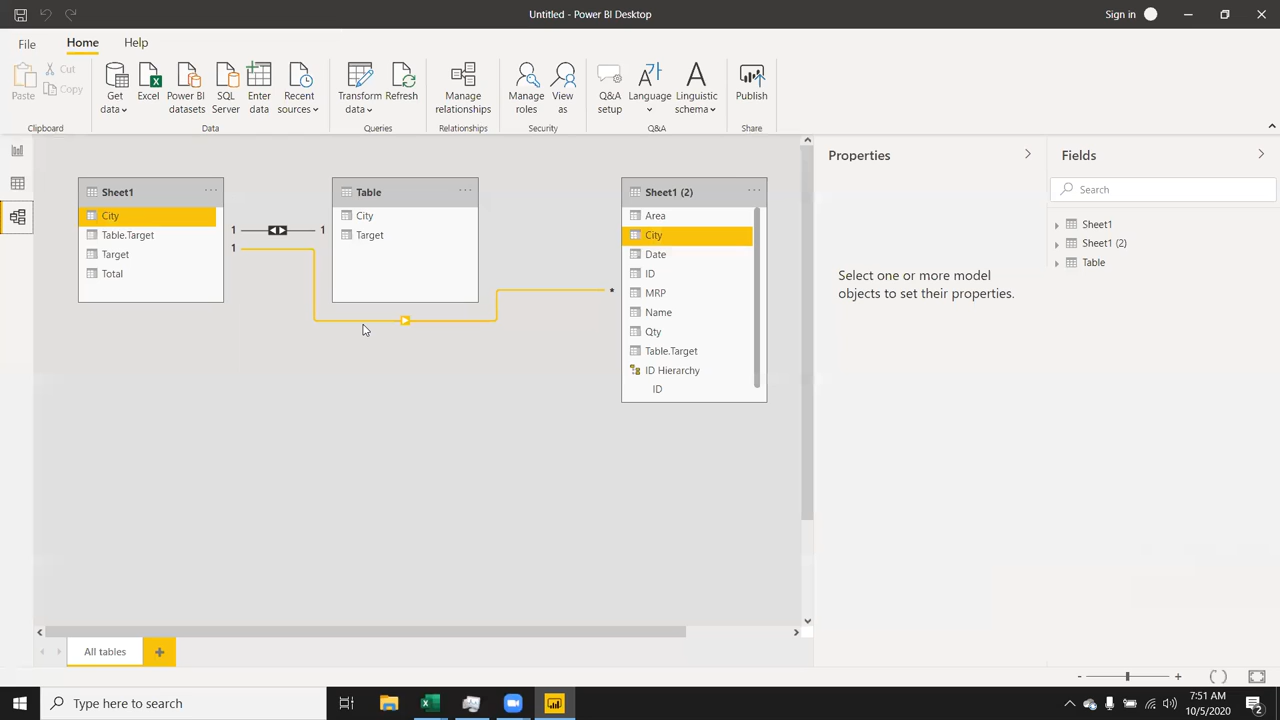 Untitled - Power BI Desktop
Sign in
File
Home
Help
Paste
Cut
Copy
Get data
Excel
Power BI datasets
SQL Server
Enter data
Recent sources
Transform data
Refresh
Manage relationships
Manage roles
View as
Q&A setup
Language
Linguistic schema
Publish
Clipboard
Data
Queries
Relationships
Security
Q&A
Share
Sheet1
City
Table.Target
Target
Total
1
1
1
Table
City
Target
*
Sheet1 (2)
Area
City
Date
ID
MRP
Name
Qty
Table.Target
ID Hierarchy
ID
Properties
Select one or more model
objects to set their properties.
Fields
Search
Sheet1
Sheet1 (2)
Table
All tables
Type here to search
7:51 AM
10/5/2020
2